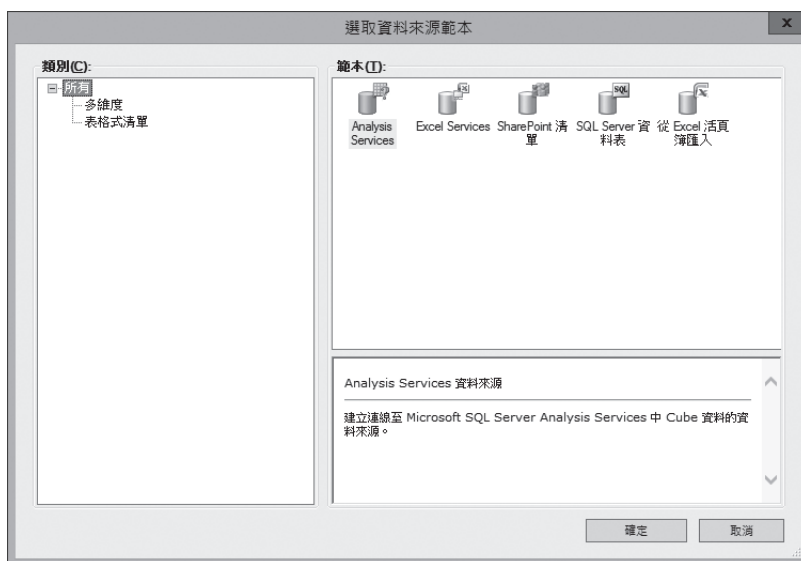 選取資料來源範本
x
類別(C):
所有
多維度
表格式清單
範本(T):
Analysis
Services
Excel Services
SharePoint 清
單
SQL
SQL Server 資
料表
從 Excel 活頁
簿匯入
Analysis Services 資料來源
建立連線至 Microsoft SQL Server Analysis Services 中 Cube 資料的資
料來源。
確定
取消